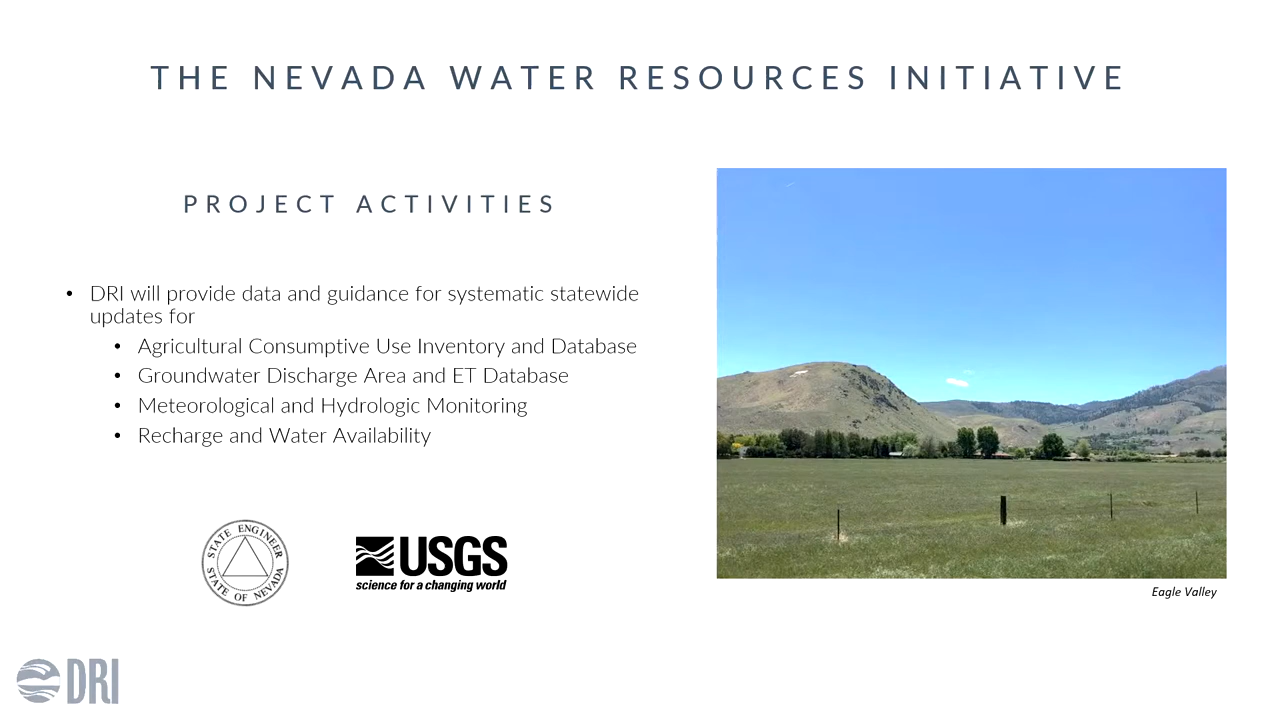 THE NEVADA WATER RESOURCES INITIATIVE
PROJECT ACTIVITIES
• DRI will provide data and guidance for systematic statewide
updates for
• Agricultural Consumptive Use Inventory and Database
• Groundwater Discharge Area and ET Database
• Meteorological and Hydrologic Monitoring
• Recharge and Water Availability
STATE ENGINEER
STATE OF NEVADA
USGS
science for a changing world
Eagle Valley
DRI